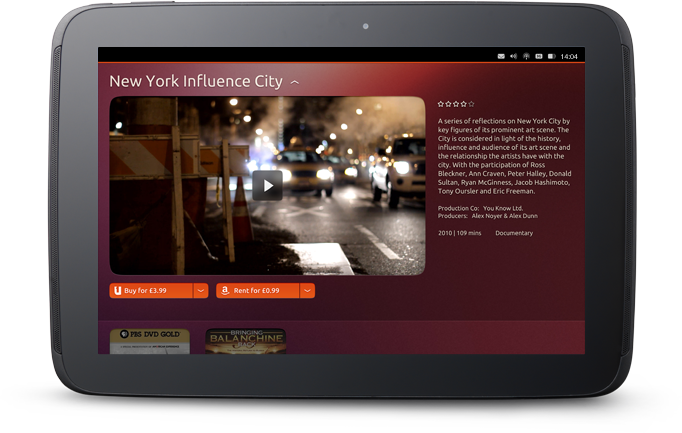 14:04
New York Influence City
A series of reflections on New York City by
key figures of its prominent art scene. The
City is considered in light of the history,
influence and audience of its art scene and
the relationship the artists have with the
city. With the participation of Ross
Bleckner, Ann Craven, Peter Halley, Donald
Sultan, Ryan McGinness, Jacob Hashimoto,
Tony Oursler and Eric Freeman.
Production Co: You Know Ltd.
Producers: Alex Noyer & Alex Dunn
2010 | 109 mins Documentary
Buy for £3.99
Rent for £0.99
PBS DVD GOLD
BRINGING
BALANCHINE
BACK